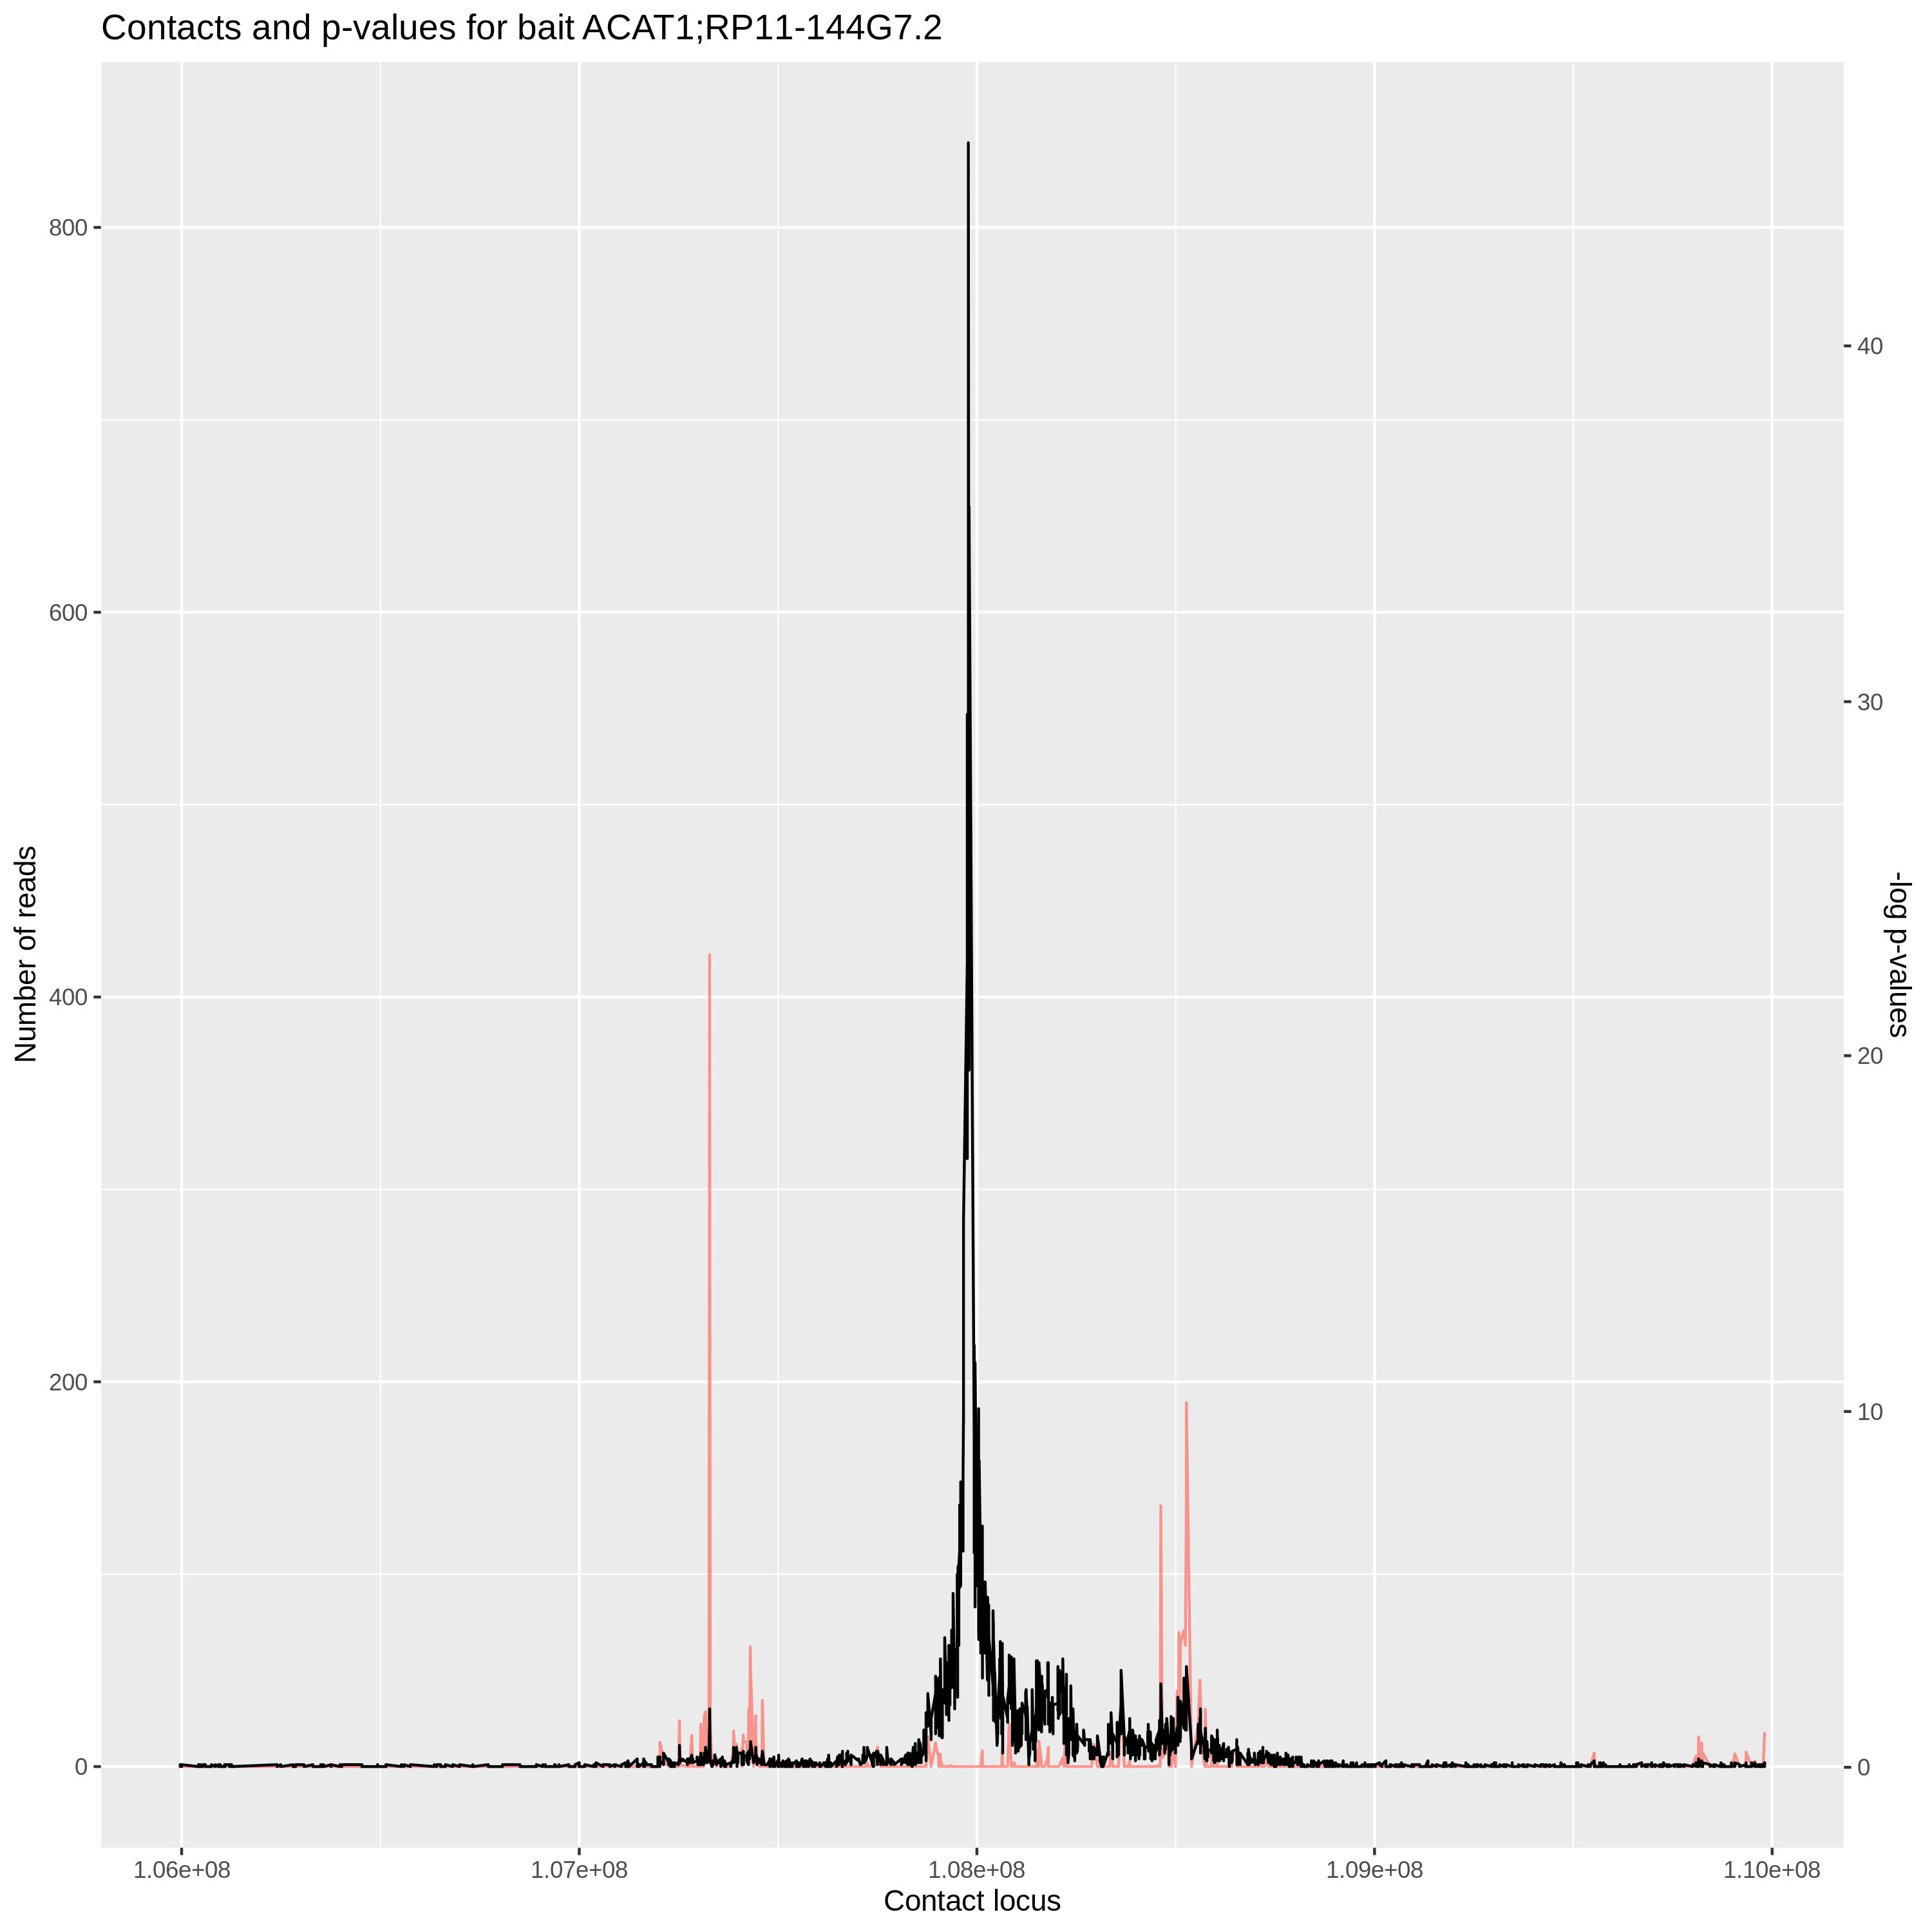 Contacts and p-values for bait ACAT1;RP11-144G7.2
800
600
400
200
0
Number of reads
40
30
20
10
0
-log p-values
1.06e+08
1.07e+08
1.08e+08
1.09e+08
1.10e+08
Contact locus